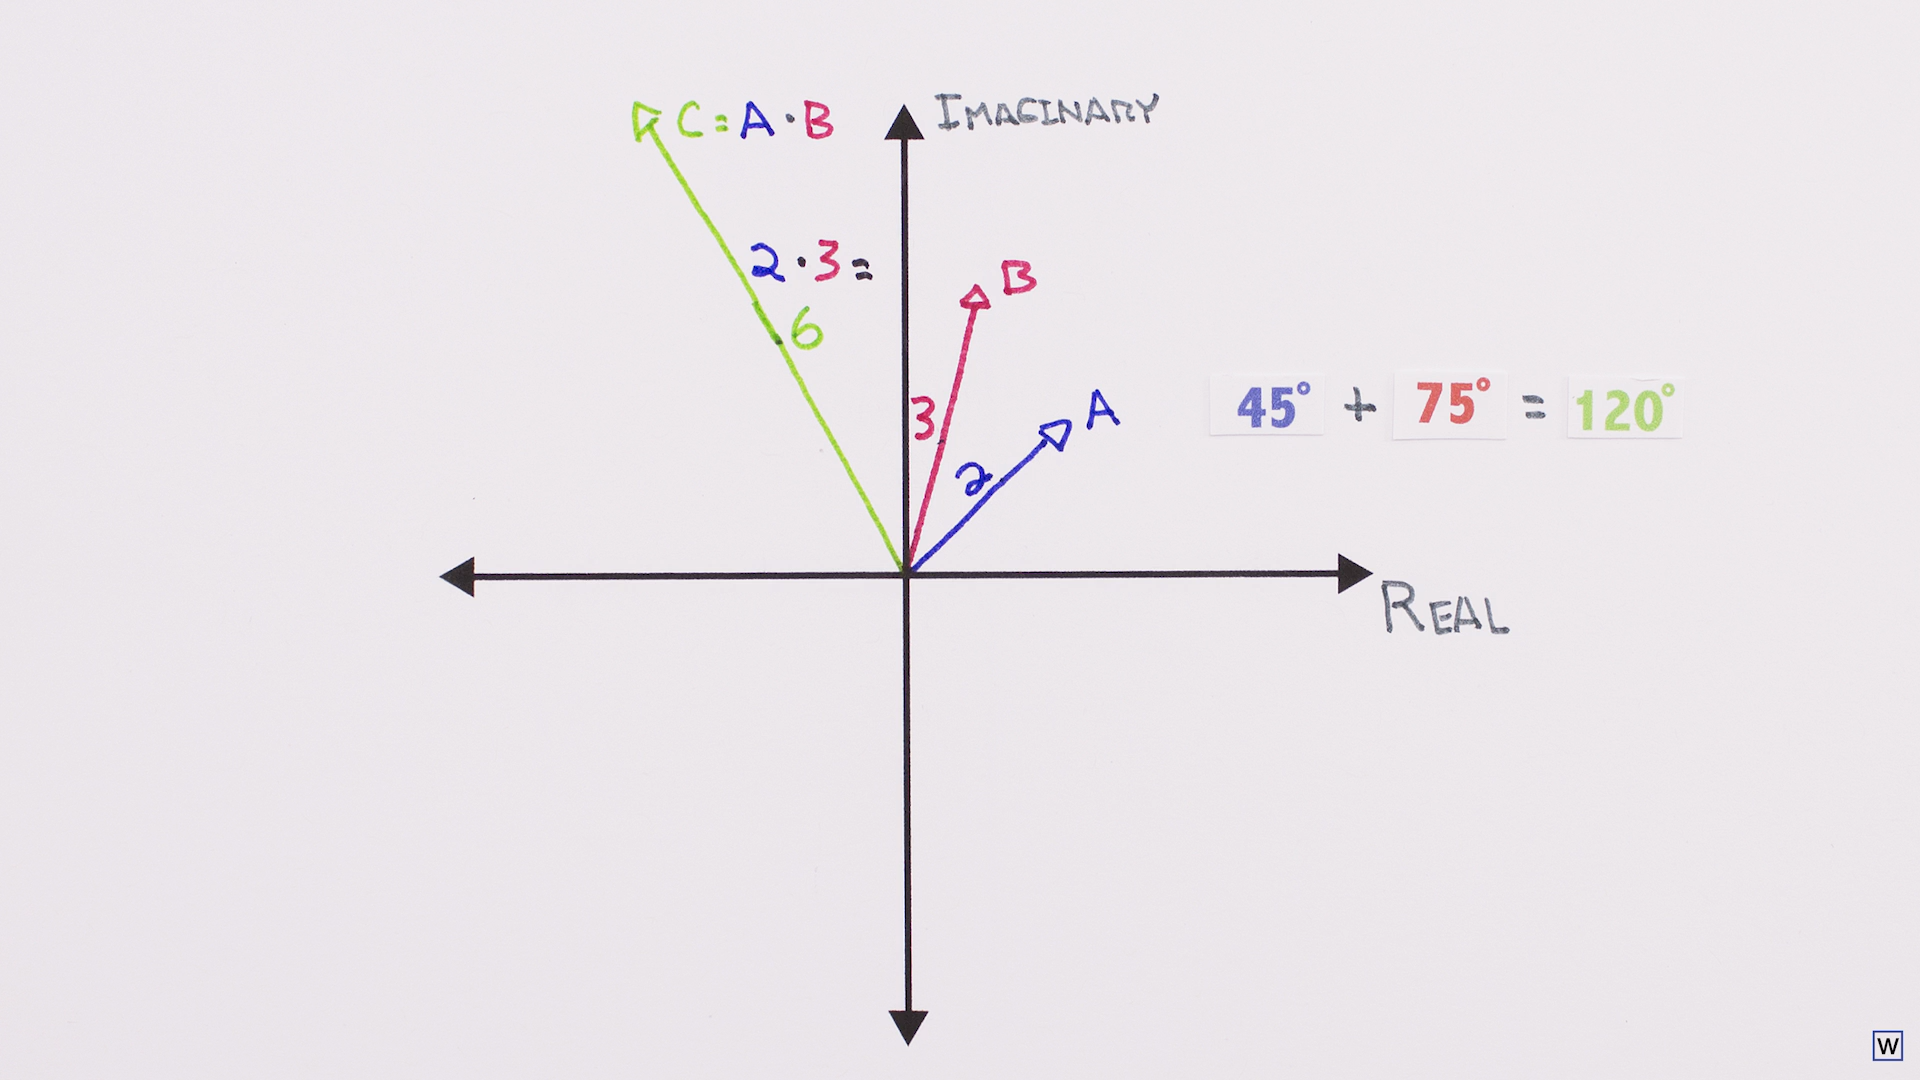 C=A·B
IMAGINARY
2·3=
6
B
3
A
2
45° + 75° = 120°
REAL
W